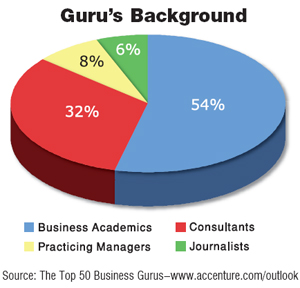 Guru's Background
6%
8%
32%
54%
Business Academics
Consultants
Practicing Managers
Journalists
Source: The Top 50 Business Gurus–www.accenture.com/outlook